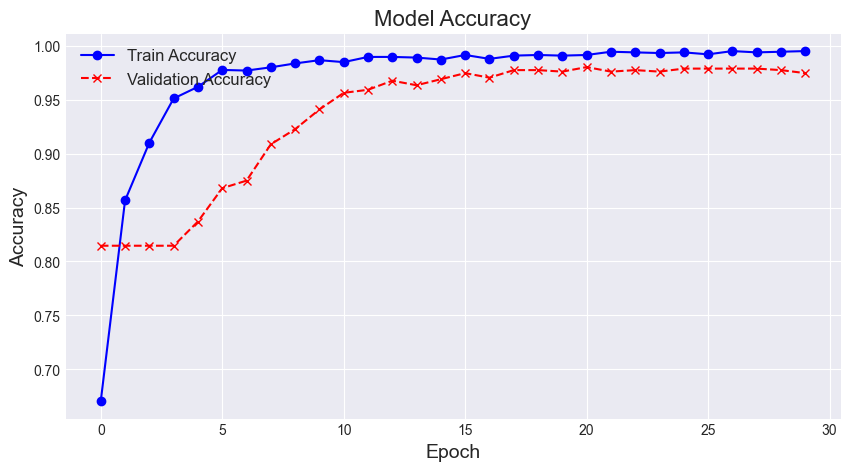 Model Accuracy
Train Accuracy
Validation Accuracy
Accuracy
1.00
0.95
0.90
0.85
0.80
0.75
0.70
0 5 10 15 20 25 30
Epoch